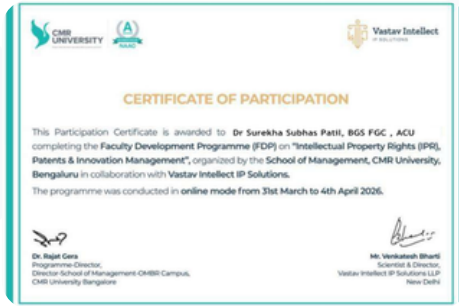 CMR
UNIVERSITY
A
NAAC
Vastav Intellect
IP SOLUTIONS
CERTIFICATE OF PARTICIPATION
This Participation Certificate is awarded to Dr Surekha Subhas Patil, BGS FGC , ACU
completing the Faculty Development Programme (FDP) on "Intellectual Property Rights (IPR),
Patents & Innovation Management", organized by the School of Management, CMR University,
Bengaluru in collaboration with Vastav Intellect IP Solutions.
The programme was conducted in online mode from 31st March to 4th April 2026.
Dr. Rajat Gera
Programme-Director,
Director-School of Management-OMBR Campus,
CMR University Bangalore
Mr. Venkatesh Bharti
Scientist & Director,
Vastav Intellect IP Solutions LLP
New Delhi